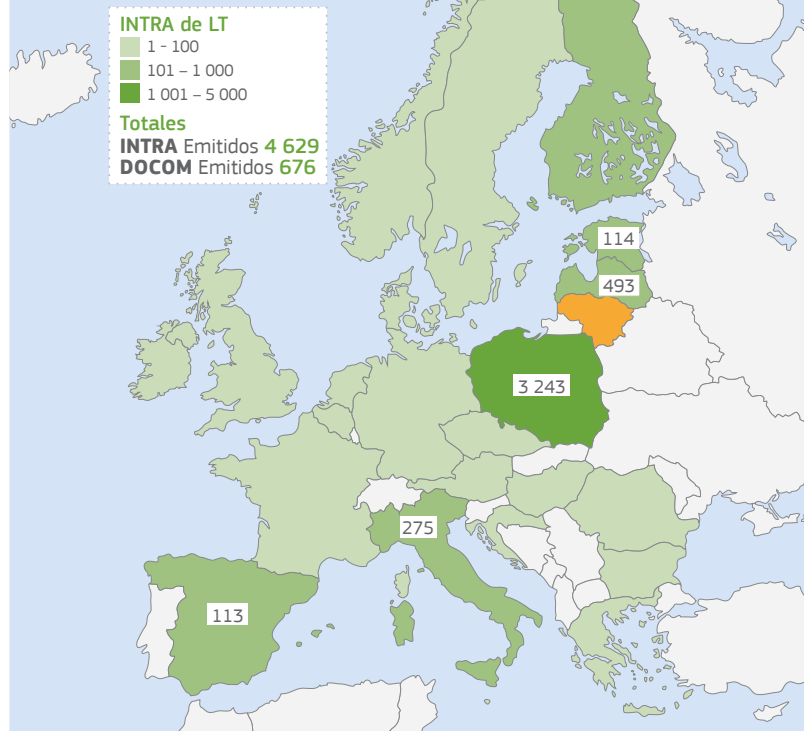 INTRA de LT
1 - 100
101 – 1 000
1 001 – 5 000
Totales
INTRA Emitidos 4 629
DOCOM Emitidos 676
114
493
3 243
275
113